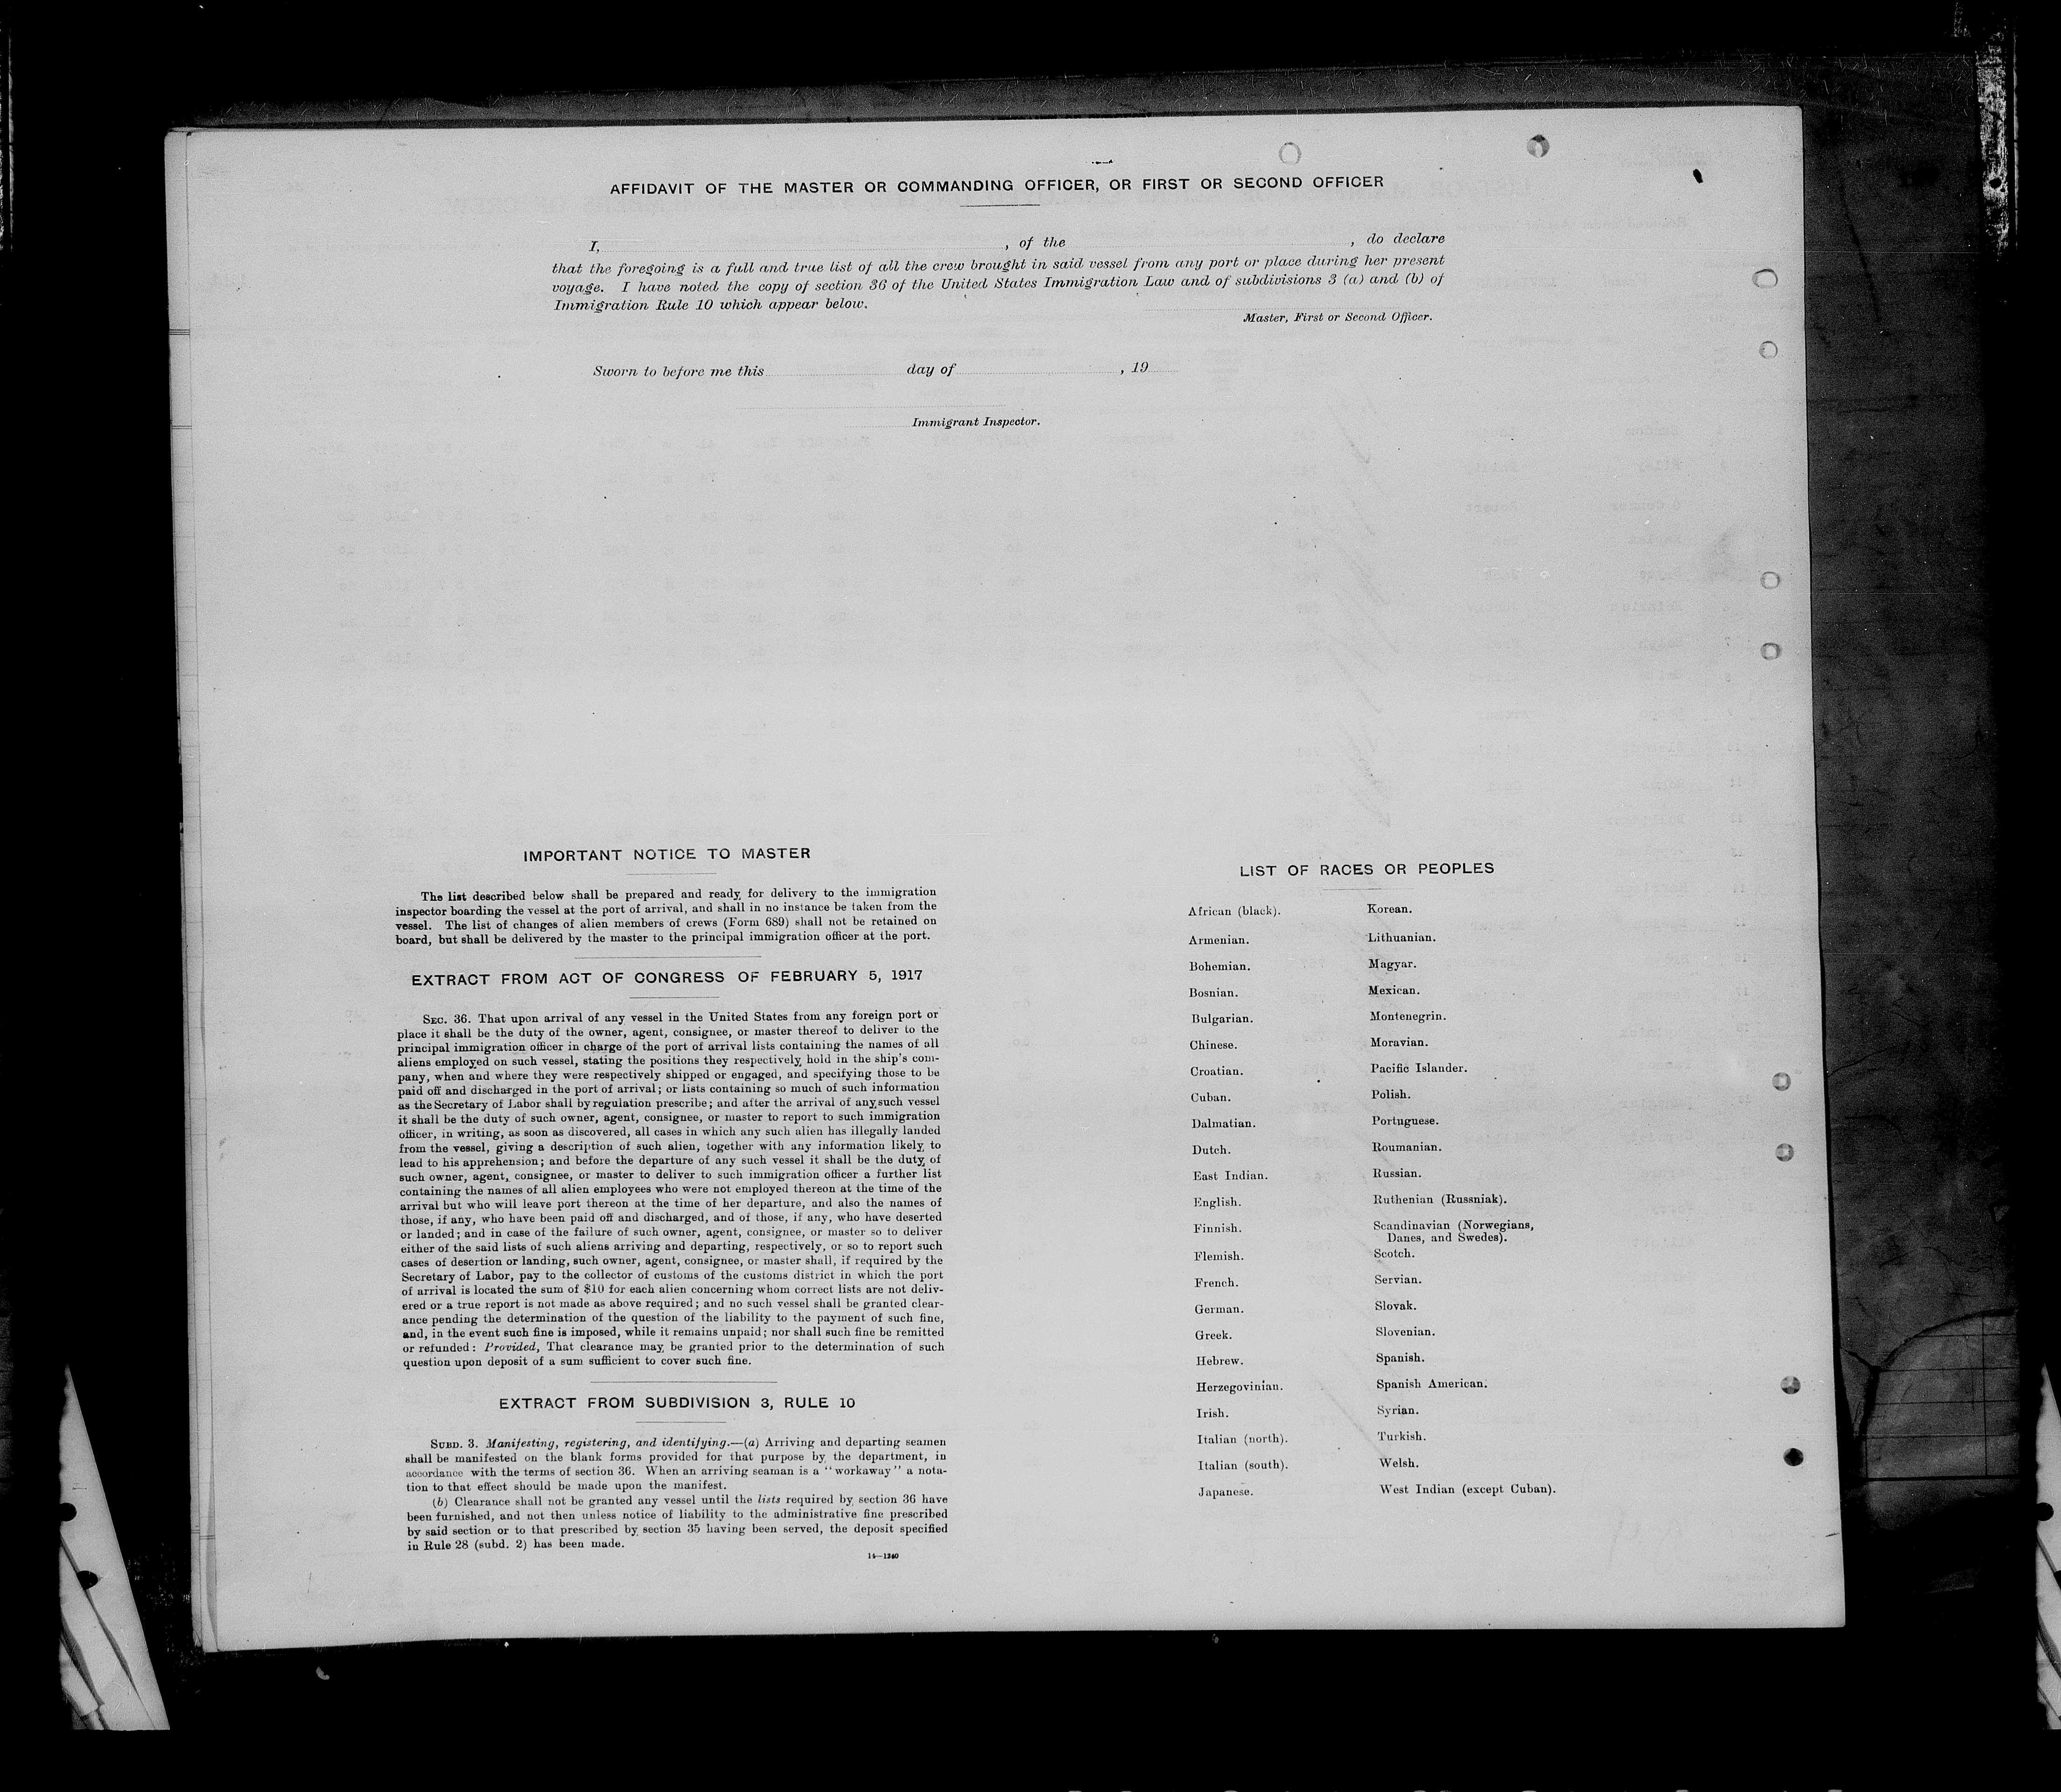 AFFIDAVIT OF THE MASTER OR COMMANDING OFFICER, OR FIRST OR SECOND OFFICER
I, , of the , do declare
that the foregoing is a full and true list of all the crew brought in said vessel from any port or place during her present
voyage. I have noted the copy of section 36 of the United States Immigration Law and of subdivisions 3 (a) and (b) of
Immigration Rule 10 which appear below.
Master, First or Second Officer.
Sworn to before me this day of , 19
Immigrant Inspector.
IMPORTANT NOTICE TO MASTER
The list described below shall be prepared and ready for delivery to the immigration
inspector boarding the vessel at the port of arrival, and shall in no instance be taken from the
vessel. The list of changes of alien members of crews (Form 689) shall not be retained on
board, but shall be delivered by the master to the principal immigration officer at the port.
EXTRACT FROM ACT OF CONGRESS OF FEBRUARY 5, 1917
SEC. 36. That upon arrival of any vessel in the United States from any foreign port or
place it shall be the duty of the owner, agent, consignee, or master thereof to deliver to the
principal immigration officer in charge of the port of arrival lists containing the names of all
aliens employed on such vessel, stating the positions they respectively hold in the ship's com-
pany, when and where they were respectively shipped or engaged, and specifying those to be
paid off and discharged in the port of arrival; or lists containing so much of such information
as the Secretary of Labor shall by regulation prescribe; and after the arrival of any such vessel
it shall be the duty of such owner, agent, consignee, or master to report to such immigration
officer, in writing, as soon as discovered, all cases in which any such alien has illegally landed
from the vessel, giving a description of such alien, together with any information likely to
lead to his apprehension; and before the departure of any such vessel it shall be the duty of
such owner, agent, consignee, or master to deliver to such immigration officer a further list
containing the names of all alien employees who were not employed thereon at the time of the
arrival but who will leave port thereon at the time of her departure, and also the names of
those, if any, who have been paid off and discharged, and of those, if any, who have deserted
or landed; and in case of the failure of such owner, agent, consignee, or master so to deliver
either of the said lists of such aliens arriving and departing, respectively, or so to report such
cases of desertion or landing, such owner, agent, consignee, or master shall, if required by the
Secretary of Labor, pay to the collector of customs of the customs district in which the port
of arrival is located the sum of $10 for each alien concerning whom correct lists are not deliv-
ered or a true report is not made as above required; and no such vessel shall be granted clear-
ance pending the determination of the question of the liability to the payment of such fine,
and, in the event such fine is imposed, while it remains unpaid; nor shall such fine be remitted
or refunded: Provided, That clearance may be granted prior to the determination of such
question upon deposit of a sum sufficient to cover such fine.
EXTRACT FROM SUBDIVISION 3, RULE 10
SUBD. 3. Manifesting, registering, and identifying.—(a) Arriving and departing seamen
shall be manifested on the blank forms provided for that purpose by the department, in
accordance with the terms of section 36. When an arriving seaman is a "workaway" a nota-
tion to that effect should be made upon the manifest.
(b) Clearance shall not be granted any vessel until the lists required by section 36 have
been furnished, and not then unless notice of liability to the administrative fine prescribed
by said section or to that prescribed by section 35 having been served, the deposit specified
in Rule 28 (subd. 2) has been made.
14—1240
LIST OF RACES OR PEOPLES
African (black).
Armenian.
Bohemian.
Bosnian.
Bulgarian.
Chinese.
Croatian.
Cuban.
Dalmatian.
Dutch.
East Indian.
English.
Finnish.
Flemish.
French.
German.
Greek.
Hebrew.
Herzegovinian.
Irish.
Italian (north).
Italian (south).
Japanese.
Korean.
Lithuanian.
Magyar.
Mexican.
Montenegrin.
Moravian.
Pacific Islander.
Polish.
Portuguese.
Roumanian.
Russian.
Ruthenian (Russniak).
Scandinavian (Norwegians,
Danes, and Swedes).
Scotch.
Servian.
Slovak.
Slovenian.
Spanish.
Spanish American.
Syrian.
Turkish.
Welsh.
West Indian (except Cuban).